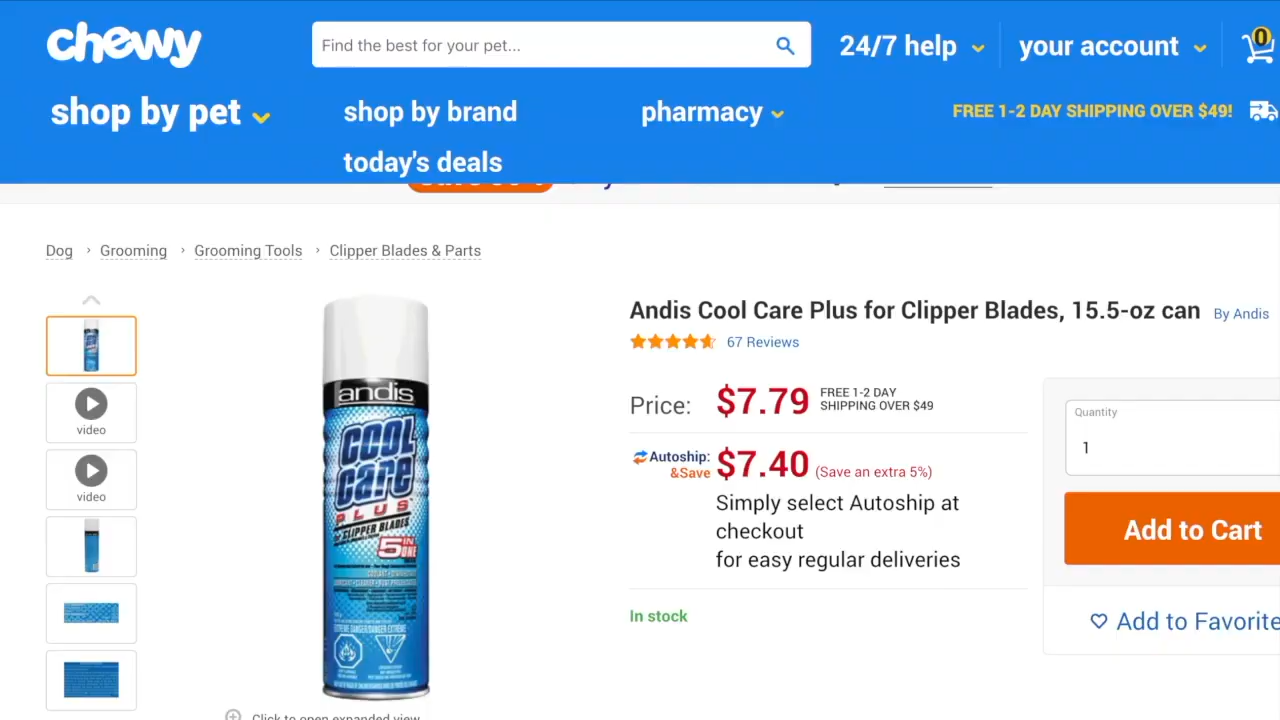 chewy
Find the best for your pet...
24/7 help
your account
0
shop by pet
shop by brand
pharmacy
FREE 1-2 DAY SHIPPING OVER $49!
today's deals
Dog › Grooming › Grooming Tools › Clipper Blades & Parts
video
video
andis
COOL
CARE
PLUS
for CLIPPER BLADES
5 IN ONE
Andis Cool Care Plus for Clipper Blades, 15.5-oz can By Andis
67 Reviews
Price: $7.79 FREE 1-2 DAY
SHIPPING OVER $49
Autoship: $7.40 (Save an extra 5%)
&Save
Simply select Autoship at
checkout
for easy regular deliveries
In stock
Quantity
1
Add to Cart
Add to Favorite
Click to open expanded view